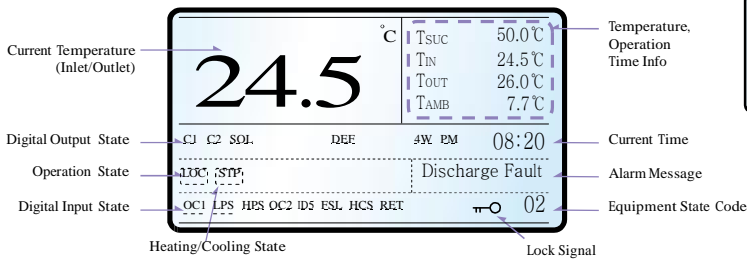 Current Temperature
(Inlet/Outlet)
24.5
°C
TSUC 50.0℃
TIN 24.5℃
TOUT 26.0℃
TAMB 7.7℃
Temperature,
Operation
Time Info
Digital Output State
C1 C2 SOL DEF 4W PM 08:20
Current Time
Operation State
LOC STP Discharge Fault
Alarm Message
Digital Input State
OC1 LPS HPS OC2 ID5 ESL HCS RET 02
Equipment State Code
Heating/Cooling State
Lock Signal